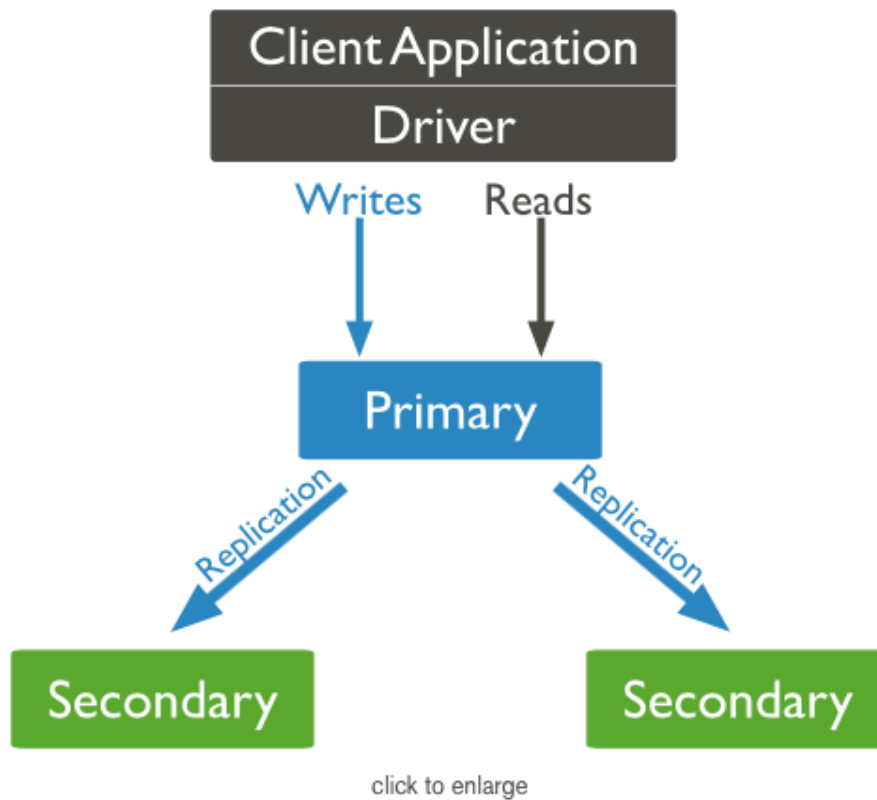 Client Application
Driver
Writes Reads
Primary
Replication Replication
Secondary Secondary
click to enlarge